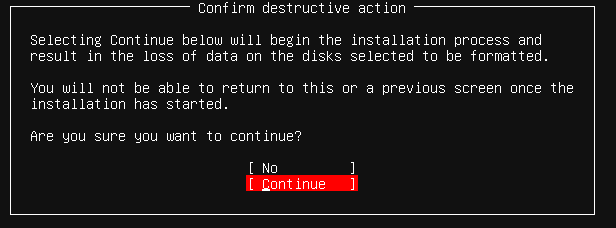 Confirm destructive action
Selecting Continue below will begin the installation process and
result in the loss of data on the disks selected to be formatted.
You will not be able to return to this or a previous screen once the
installation has started.
Are you sure you want to continue?
[ No ]
[ Continue ]